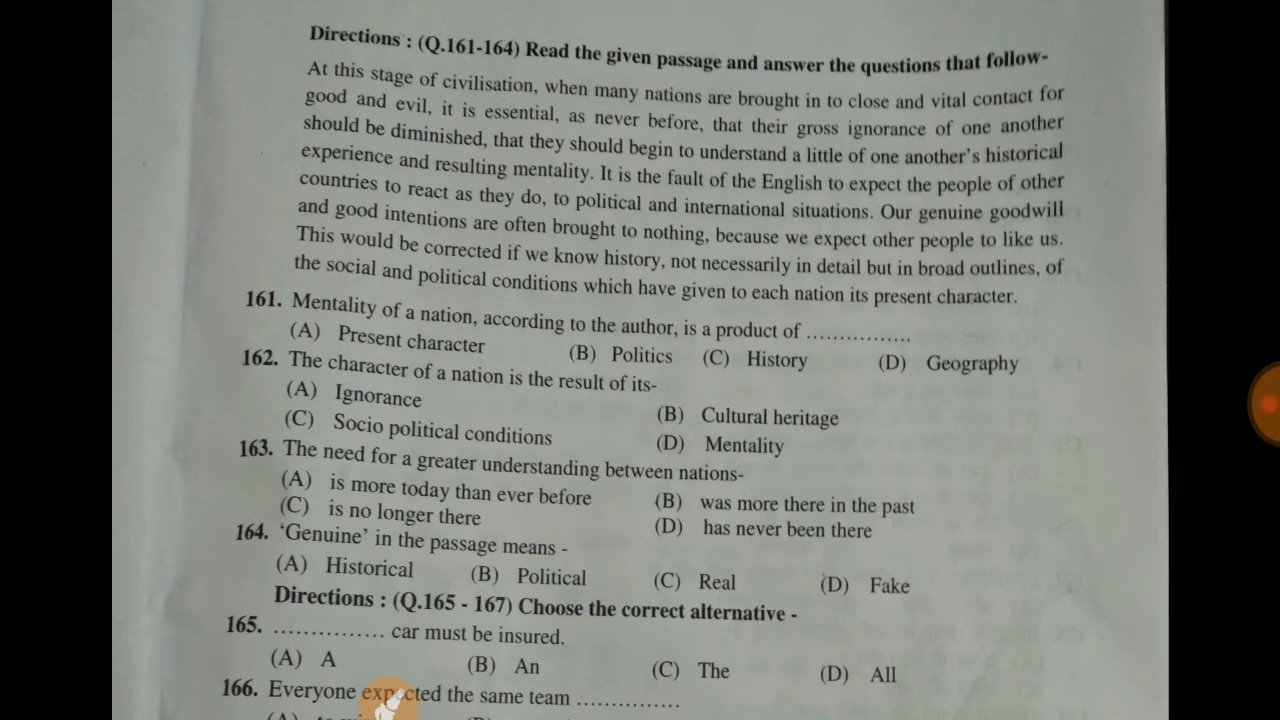 Directions : (Q.161-164) Read the given passage and answer the questions that follow-
At this stage of civilisation, when many nations are brought in to close and vital contact for
good and evil, it is essential, as never before, that their gross ignorance of one another
should be diminished, that they should begin to understand a little of one another's historical
experience and resulting mentality. It is the fault of the English to expect the people of other
countries to react as they do, to political and international situations. Our genuine goodwill
and good intentions are often brought to nothing, because we expect other people to like us.
This would be corrected if we know history, not necessarily in detail but in broad outlines, of
the social and political conditions which have given to each nation its present character.
161. Mentality of a nation, according to the author, is a product of ................
(A) Present character (B) Politics (C) History (D) Geography
162. The character of a nation is the result of its-
(A) Ignorance (B) Cultural heritage
(C) Socio political conditions (D) Mentality
163. The need for a greater understanding between nations-
(A) is more today than ever before (B) was more there in the past
(C) is no longer there (D) has never been there
164. 'Genuine' in the passage means -
(A) Historical (B) Political (C) Real (D) Fake
Directions : (Q.165 - 167) Choose the correct alternative -
165. ............... car must be insured.
(A) A (B) An (C) The (D) All
166. Everyone expected the same team ...............